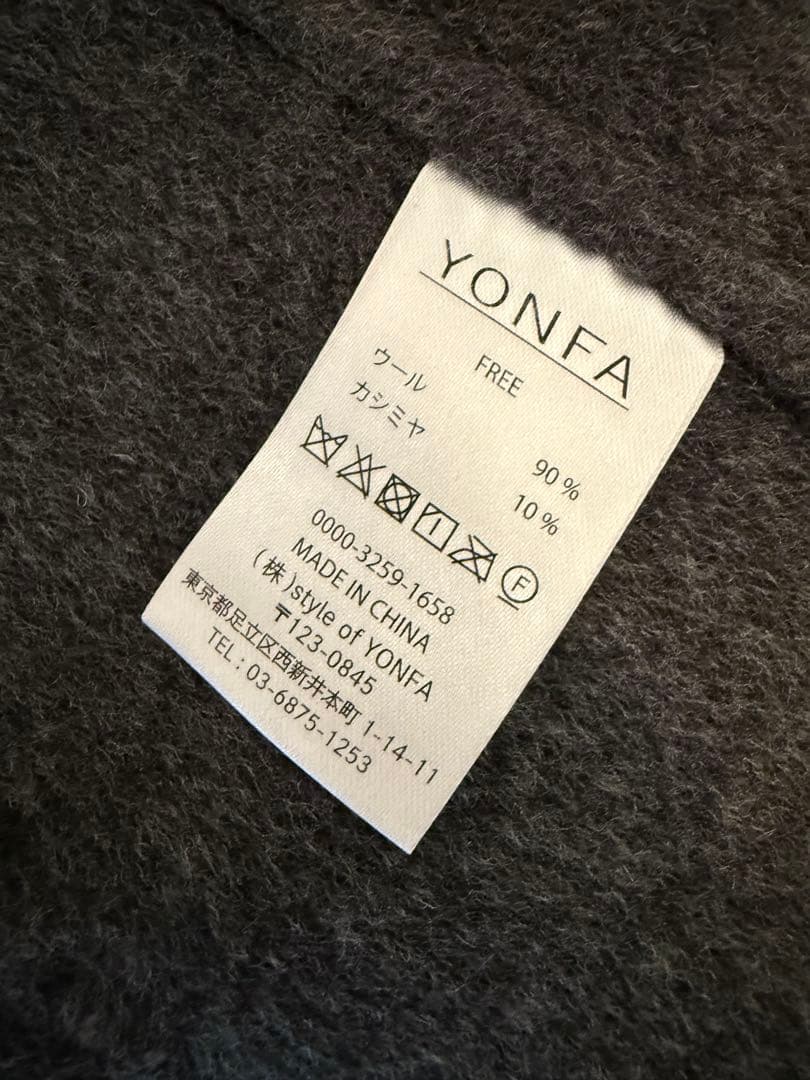 YONFA
FREE
ウール 90%
カシミヤ 10%
F
0000-3259-1658
MADE IN CHINA
(株)style of YONFA
〒123-0845
東京都足立区西新井本町 1-14-11
TEL : 03-6875-1253